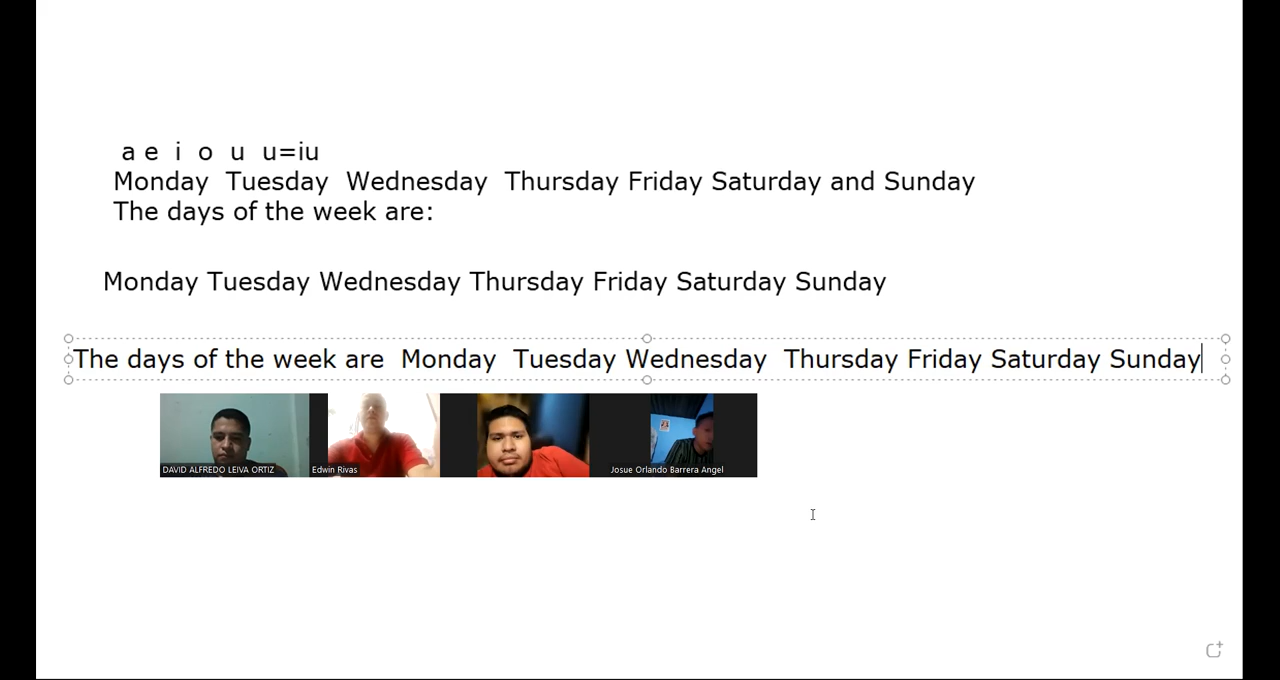 a e i o u u=iu
Monday Tuesday Wednesday Thursday Friday Saturday and Sunday
The days of the week are:
Monday Tuesday Wednesday Thursday Friday Saturday Sunday
The days of the week are Monday Tuesday Wednesday Thursday Friday Saturday Sunday
DAVID ALFREDO LEIVA ORTIZ
Edwin Rivas
Josue Orlando Barrera Angel